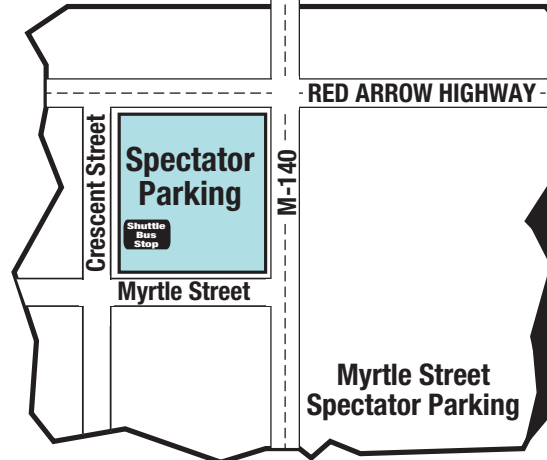 RED ARROW HIGHWAY
Crescent Street
Spectator
Parking
M-140
Shuttle
Bus
Stop
Myrtle Street
Myrtle Street
Spectator Parking